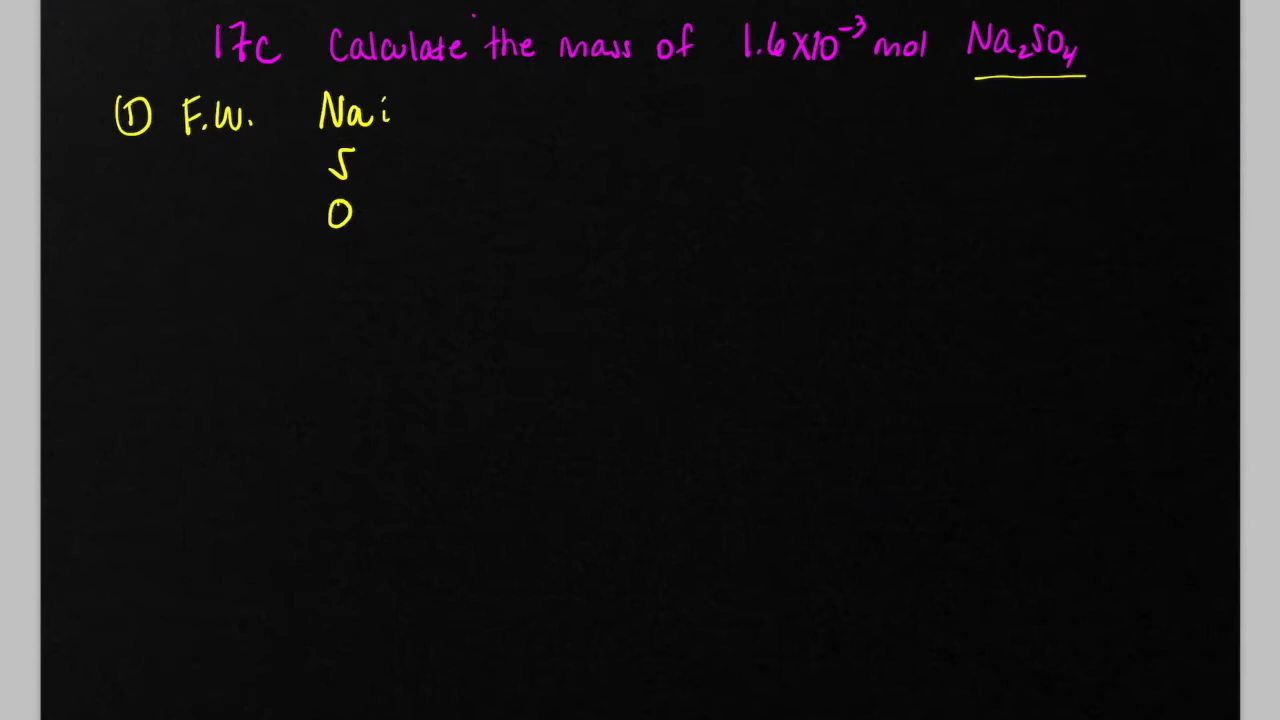 17c Calculate the mass of 1.6X10⁻³ mol Na₂SO₄
① F.W. Na:
S
O